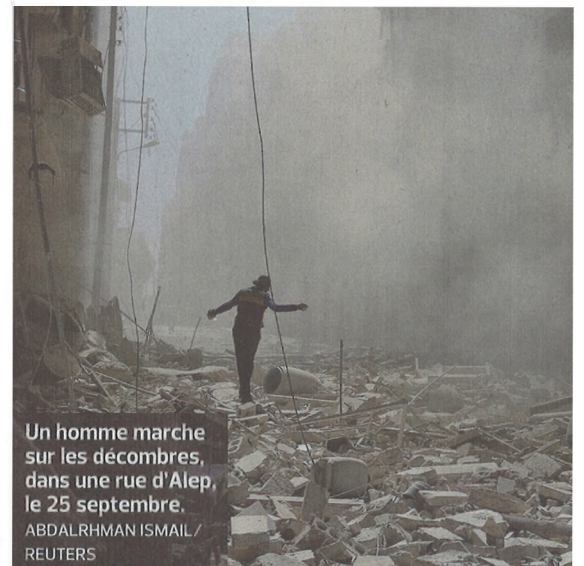 Un homme marche
sur les décombres,
dans une rue d'Alep,
le 25 septembre.
ABDALRHMAN ISMAIL/
REUTERS